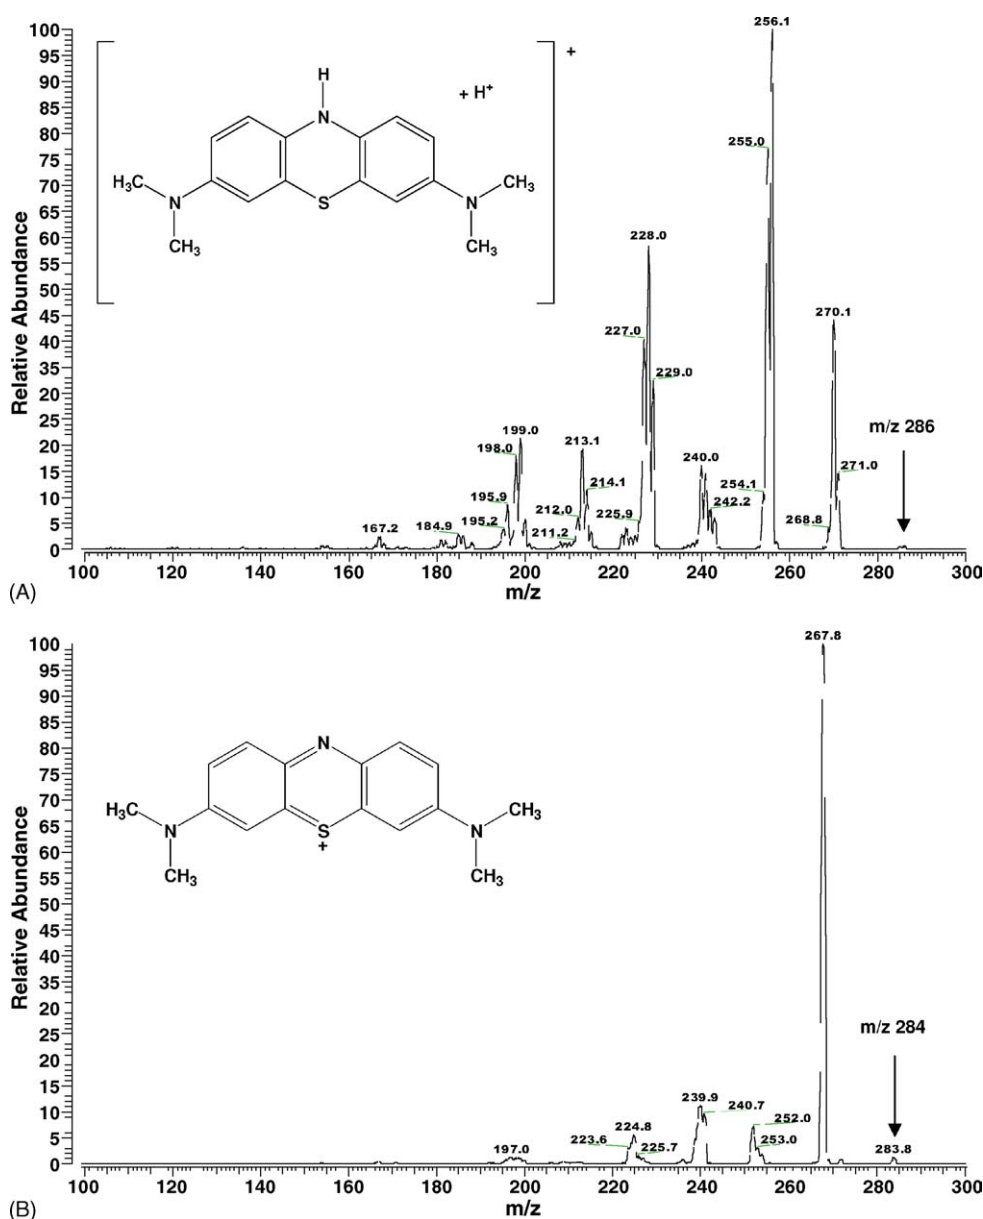 256.1
100
95
90
85
80
75
70
65
60
55
50
45
40
35
30
25
20
15
10
5
0
Relative Abundance
+
H
N
+ H⁺
H₃C
N
CH₃
S
CH₃
N
CH₃
255.0
228.0
227.0
229.0
270.1
m/z 286
271.0
268.8
254.1
240.0
242.2
213.1
214.1
212.0
211.2
225.9
199.0
198.0
195.9
195.2
184.9
167.2
100 120 140 160 180 200 220 240 260 280 300
(A) m/z
267.8
100
95
90
85
80
75
70
65
60
55
50
45
40
35
30
25
20
15
10
5
0
Relative Abundance
N
H₃C
N
CH₃
S
+
CH₃
N
CH₃
m/z 284
283.8
239.9
240.7
252.0
253.0
224.8
223.6
225.7
197.0
100 120 140 160 180 200 220 240 260 280 300
(B) m/z